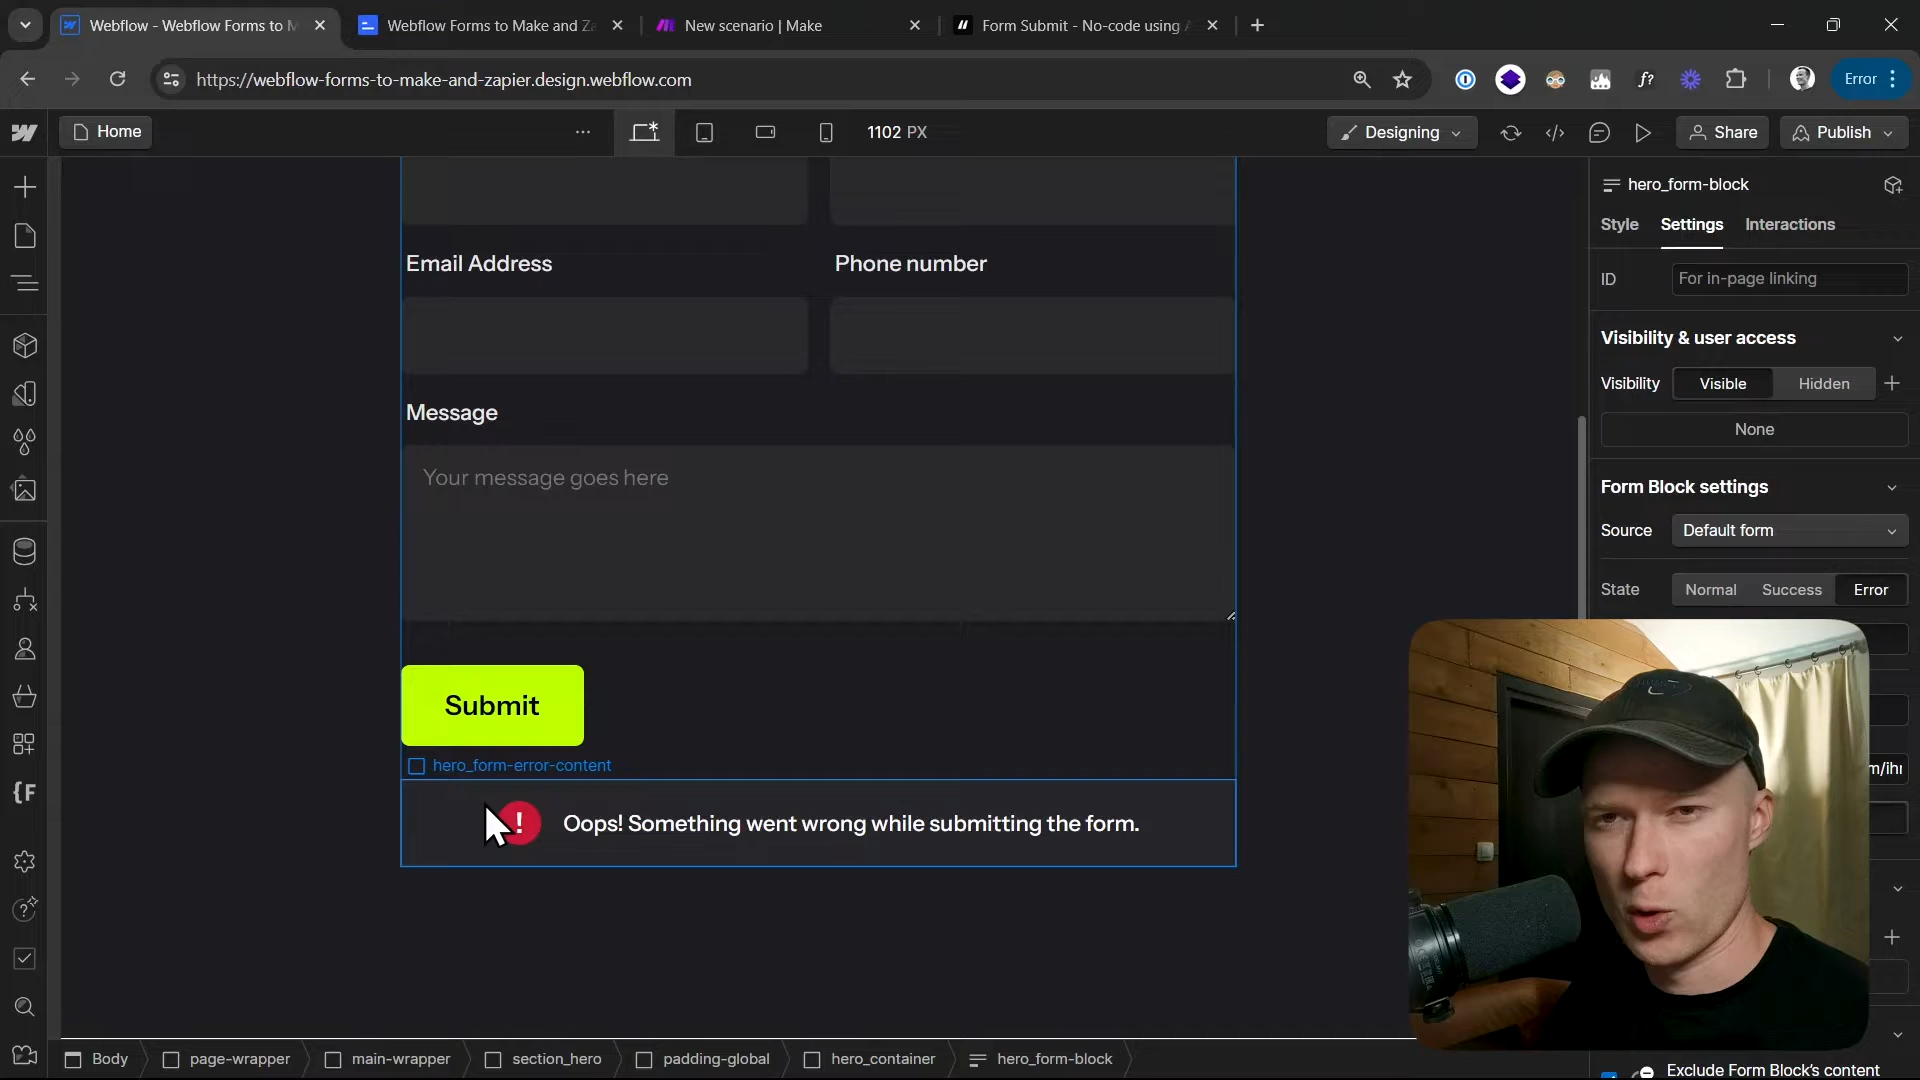 Webflow - Webflow Forms to M
Webflow Forms to Make and Za
New scenario | Make
Form Submit - No-code using A
https://webflow-forms-to-make-and-zapier.design.webflow.com
f?
Error
Home
1102 PX
Designing
Share
Publish
hero_form-block
Style Settings Interactions
ID For in-page linking
Visibility & user access
Visibility Visible Hidden
None
Form Block settings
Source Default form
State Normal Success Error
m/ihi
Exclude Form Block's content
Email Address Phone number
Message
Your message goes here
Submit
hero_form-error-content
! Oops! Something went wrong while submitting the form.
Body page-wrapper main-wrapper section_hero padding-global hero_container hero_form-block